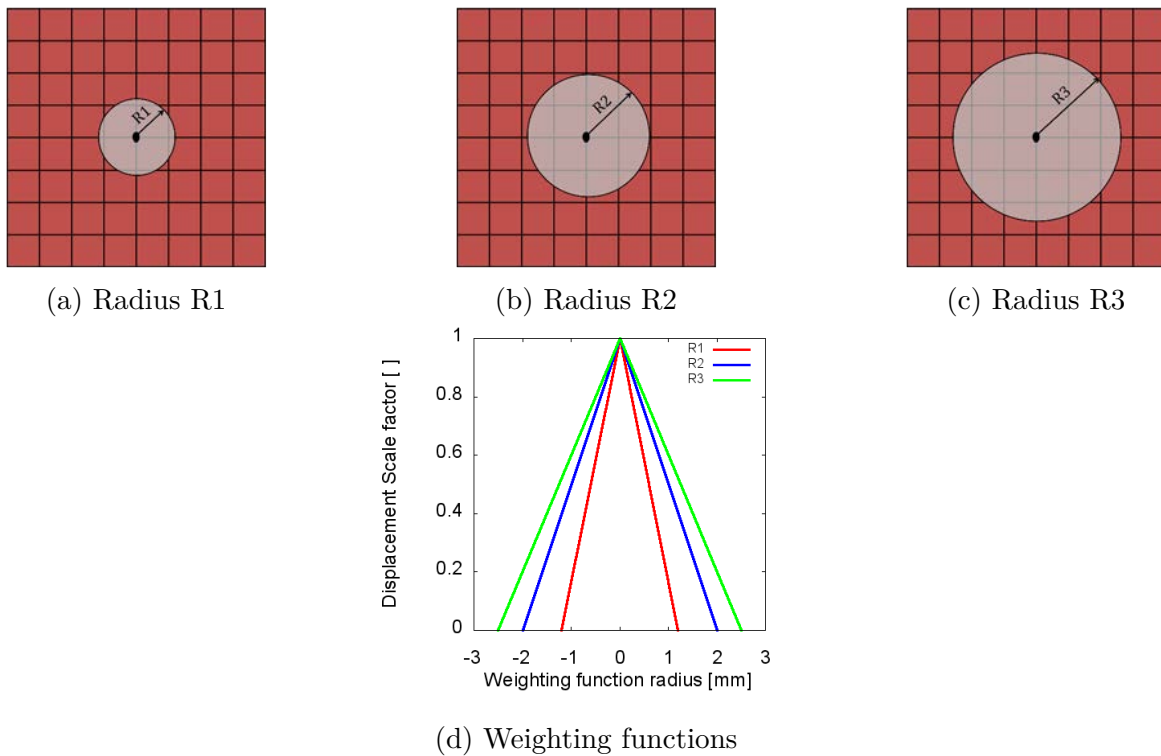 R1
R2
R3
(a) Radius R1
(b) Radius R2
(c) Radius R3
Displacement Scale factor [ ]
1
0.8
0.6
0.4
0.2
0
R1
R2
R3
-3 -2 -1 0 1 2 3
Weighting function radius [mm]
(d) Weighting functions